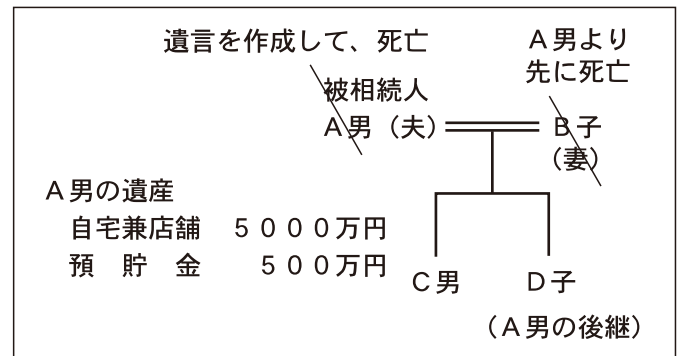 遺言を作成して、死亡
A男より
先に死亡
被相続人
A男(夫)
B子
(妻)
A男の遺産
自宅兼店舗 5000万円
預貯金 500万円
C男 D子
(A男の後継)